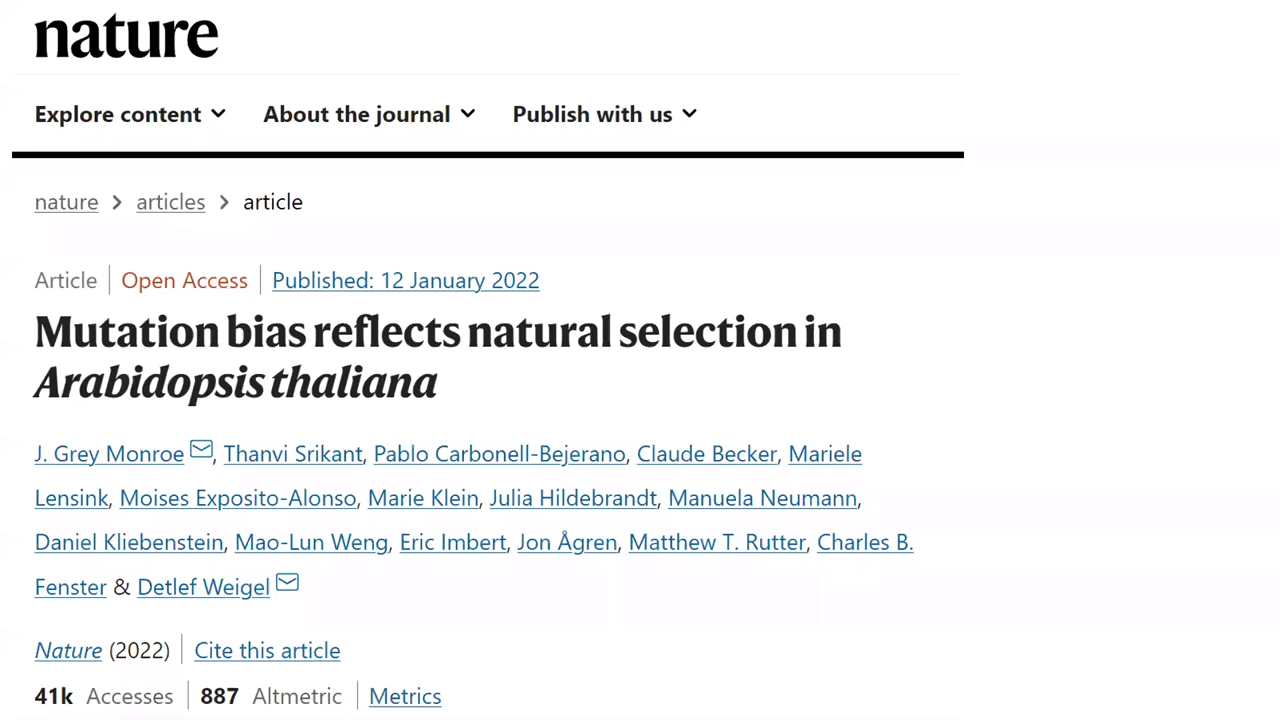 nature
Explore content About the journal Publish with us
nature > articles > article
Article | Open Access | Published: 12 January 2022
Mutation bias reflects natural selection in
Arabidopsis thaliana
J. Grey Monroe, Thanvi Srikant, Pablo Carbonell-Bejerano, Claude Becker, Mariele
Lensink, Moises Exposito-Alonso, Marie Klein, Julia Hildebrandt, Manuela Neumann,
Daniel Kliebenstein, Mao-Lun Weng, Eric Imbert, Jon Ågren, Matthew T. Rutter, Charles B.
Fenster & Detlef Weigel
Nature (2022) | Cite this article
41k Accesses | 887 Altmetric | Metrics